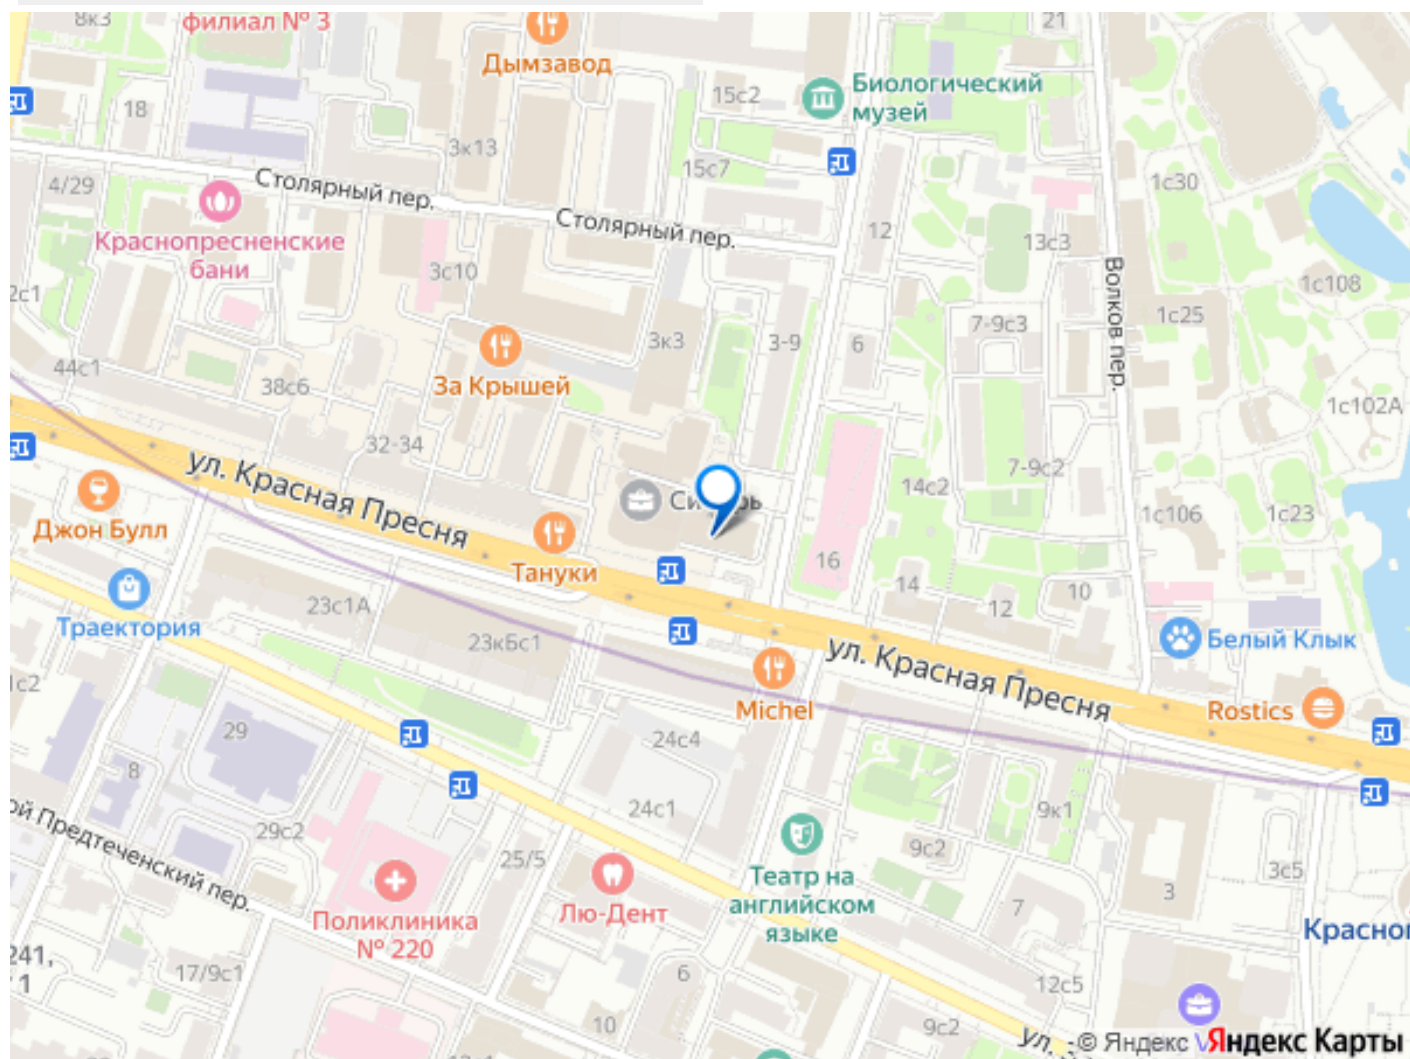 8к3
филиал № 3
21
Дымзавод
Биологический
музей
15с2
18
3к13
15с7
1с30
4/29
Столярный пер.
Столярный пер.
12
13с3
Краснопресненские
бани
3с10
Волков пер.
1с108
2с1
1с25
7-9с3
3к3
3-9
6
44с1
За Крышей
38с6
1с102А
32-34
ул. Красная Пресня
7-9с2
14с2
Джон Булл
1с106
1с23
Тануки
16
14
12
10
23с1А
Траектория
23кБс1
Белый Клык
ул. Красная Пресня
1с2
Michel
Rostics
29
24с4
8
24с1
9к1
ой Предтеченский пер.
29с2
25/5
Театр на
английском
языке
9с2
3с5
3
7
Поликлиника
№ 220
Лю-Дент
Красно
241,
1
17/9с1
6
12с5
10
9с2
ул.
© Яндекс
Яндекс Карты